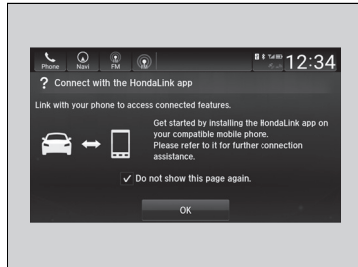 Phone Navi FM 12:34
? Connect with the HondaLink app
Link with your phone to access connected features.
Get started by installing the HondaLink app on
your compatible mobile phone.
Please refer to it for further connection
assistance.
Do not show this page again.
OK